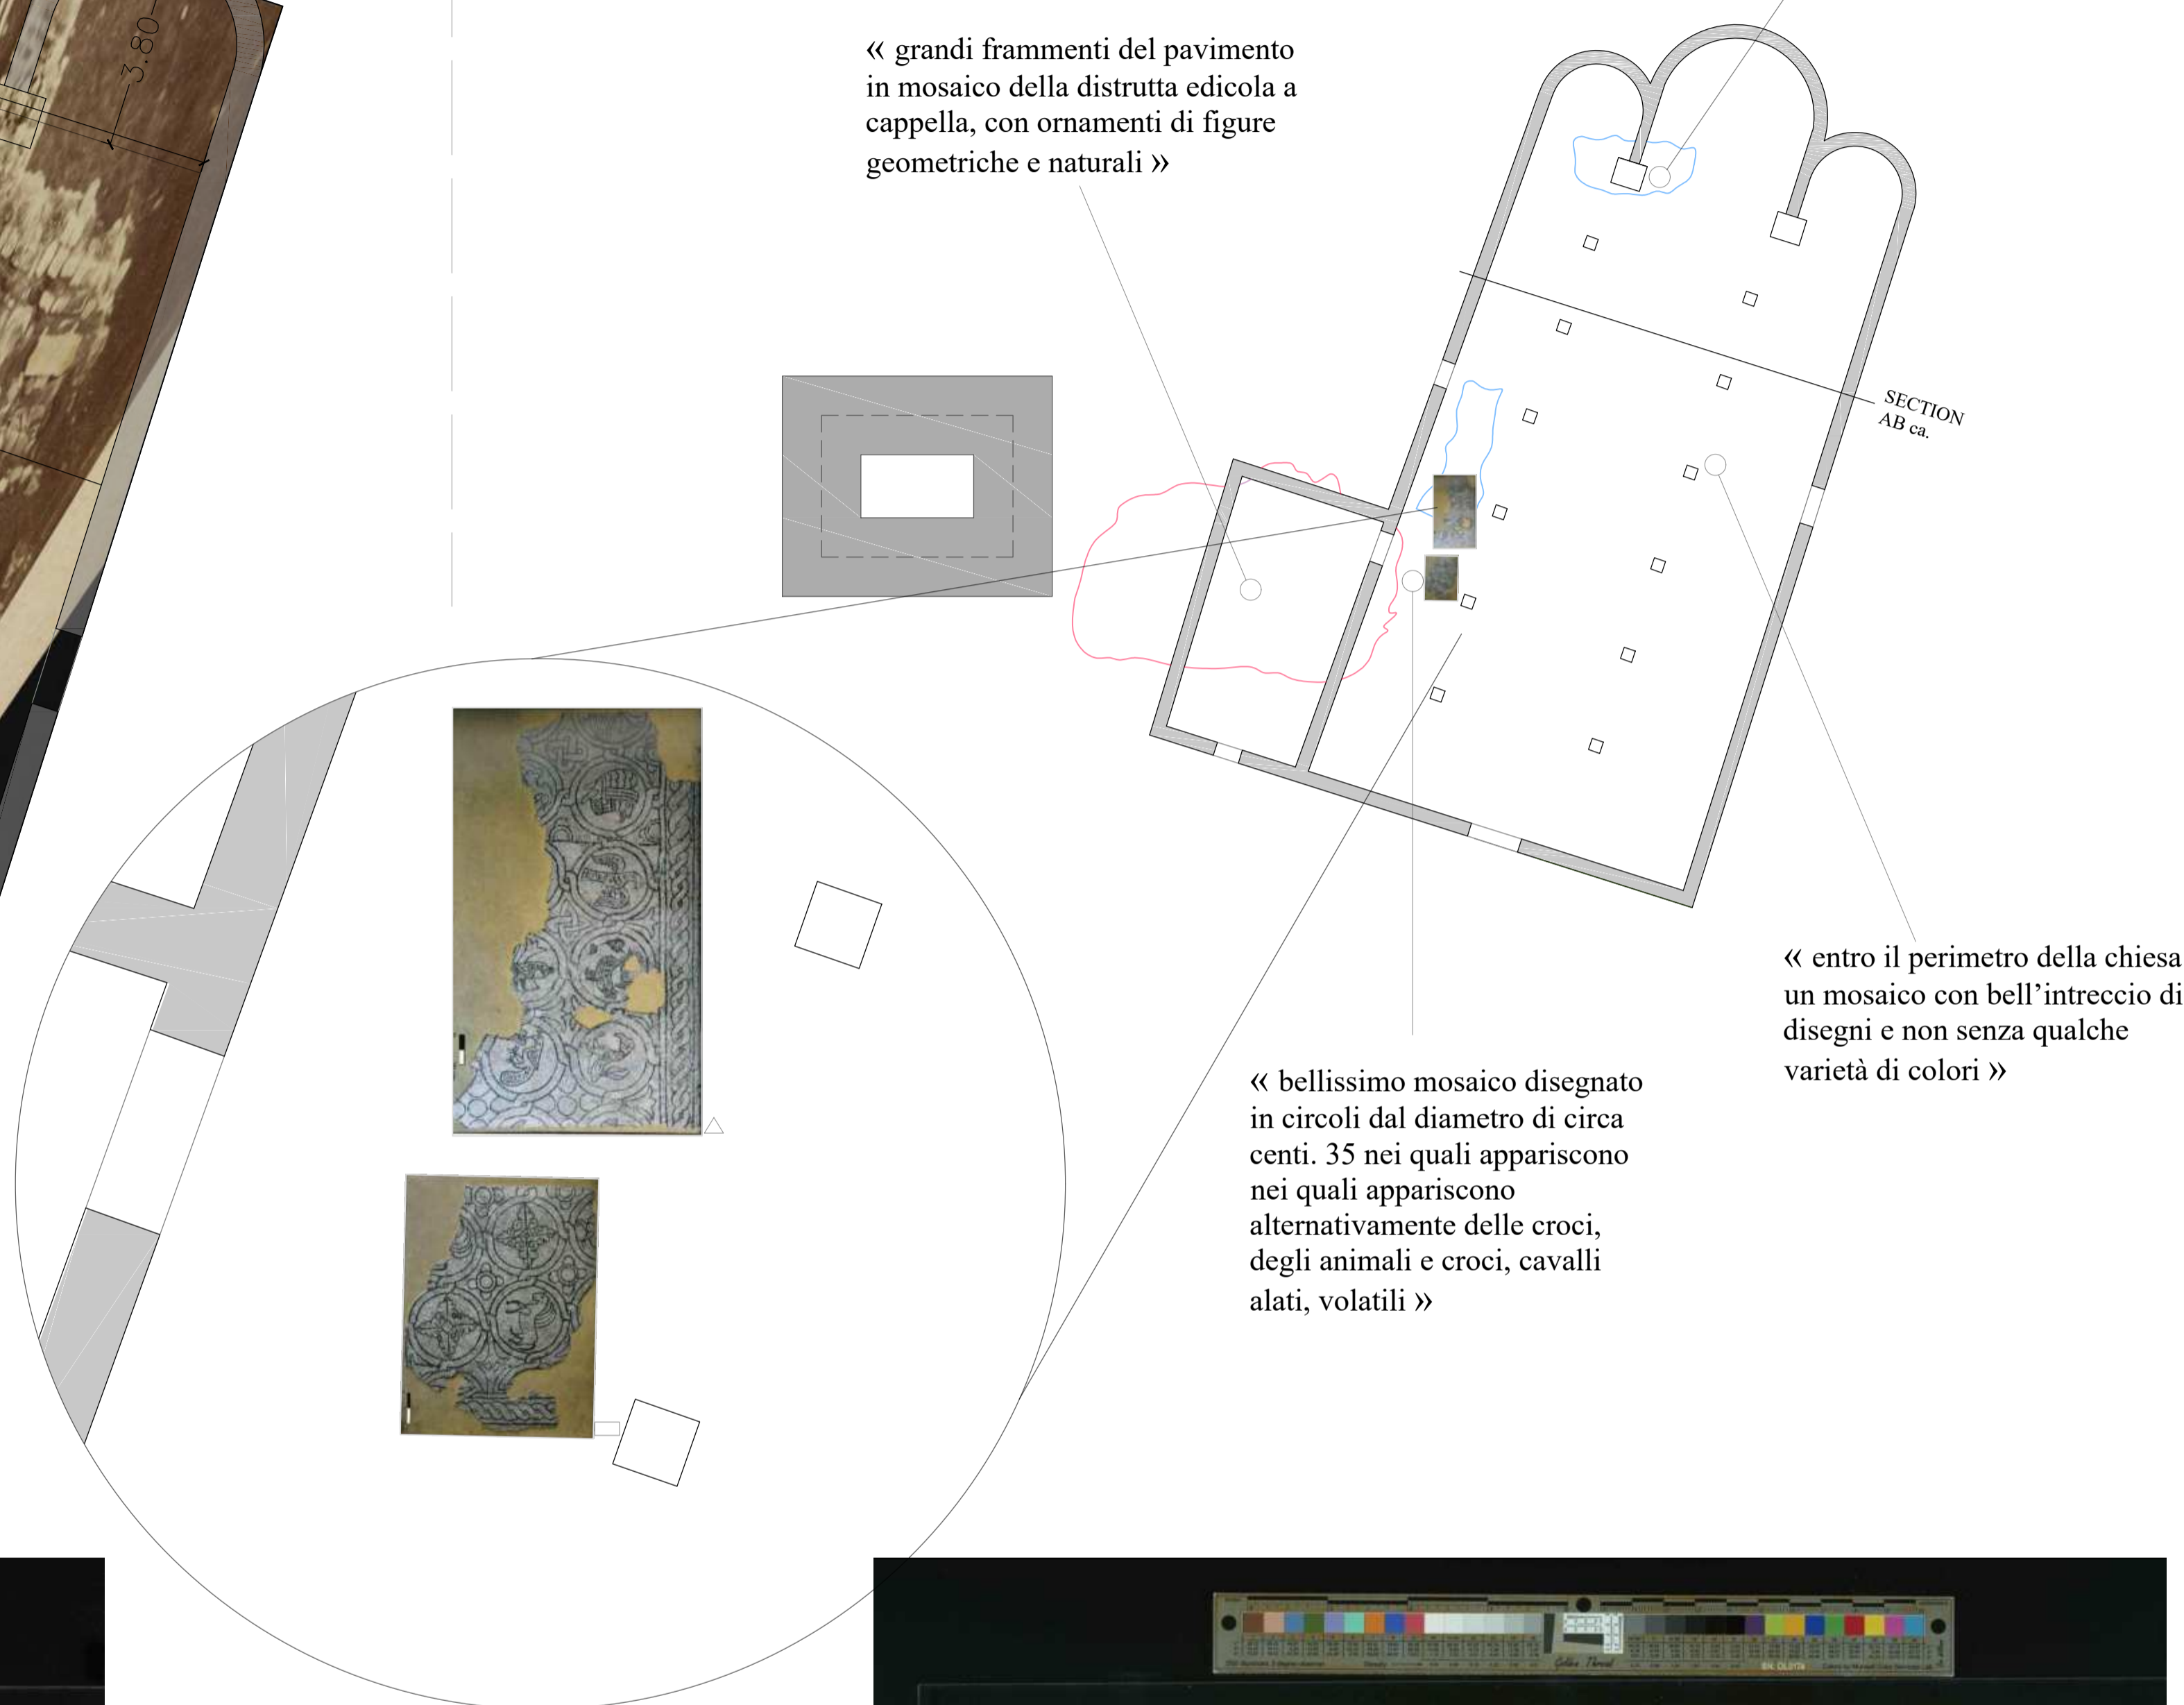 3.80
« grandi frammenti del pavimento
in mosaico della distrutta edicola a
cappella, con ornamenti di figure
geometriche e naturali »
SECTION
AB ca.
« entro il perimetro della chiesa
un mosaico con bell’intreccio di
disegni e non senza qualche
varietà di colori »
« bellissimo mosaico disegnato
in circoli dal diametro di circa
centi. 35 nei quali appariscono
nei quali appariscono
alternativamente delle croci,
degli animali e croci, cavalli
alati, volatili »
Golden Thread